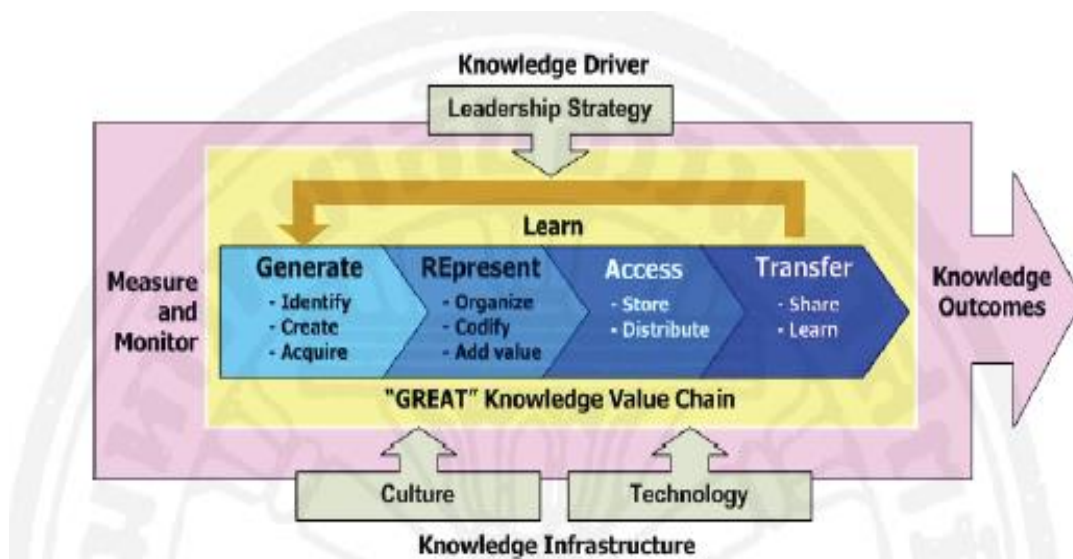 Knowledge Driver
Leadership Strategy
Learn
Measure
and
Monitor
Generate
- Identify
- Create
- Acquire
REpresent
- Organize
- Codify
- Add value
Access
- Store
- Distribute
Transfer
- Share
- Learn
Knowledge
Outcomes
"GREAT" Knowledge Value Chain
Culture
Technology
Knowledge Infrastructure